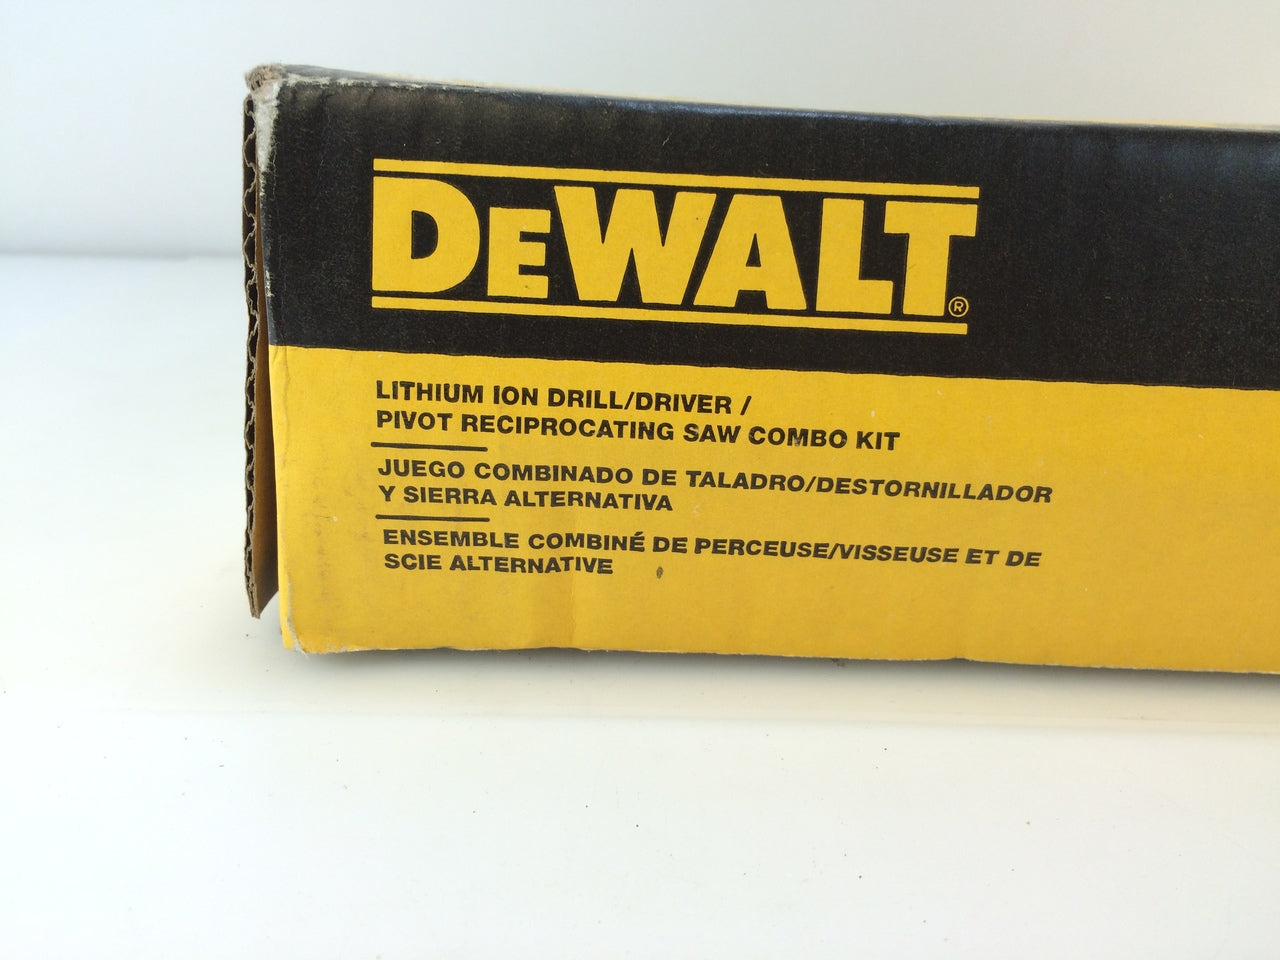 DEWALT®
LITHIUM ION DRILL/DRIVER /
PIVOT RECIPROCATING SAW COMBO KIT
JUEGO COMBINADO DE TALADRO/DESTORNILLADOR
Y SIERRA ALTERNATIVA
ENSEMBLE COMBINÉ DE PERCEUSE/VISSEUSE ET DE
SCIE ALTERNATIVE